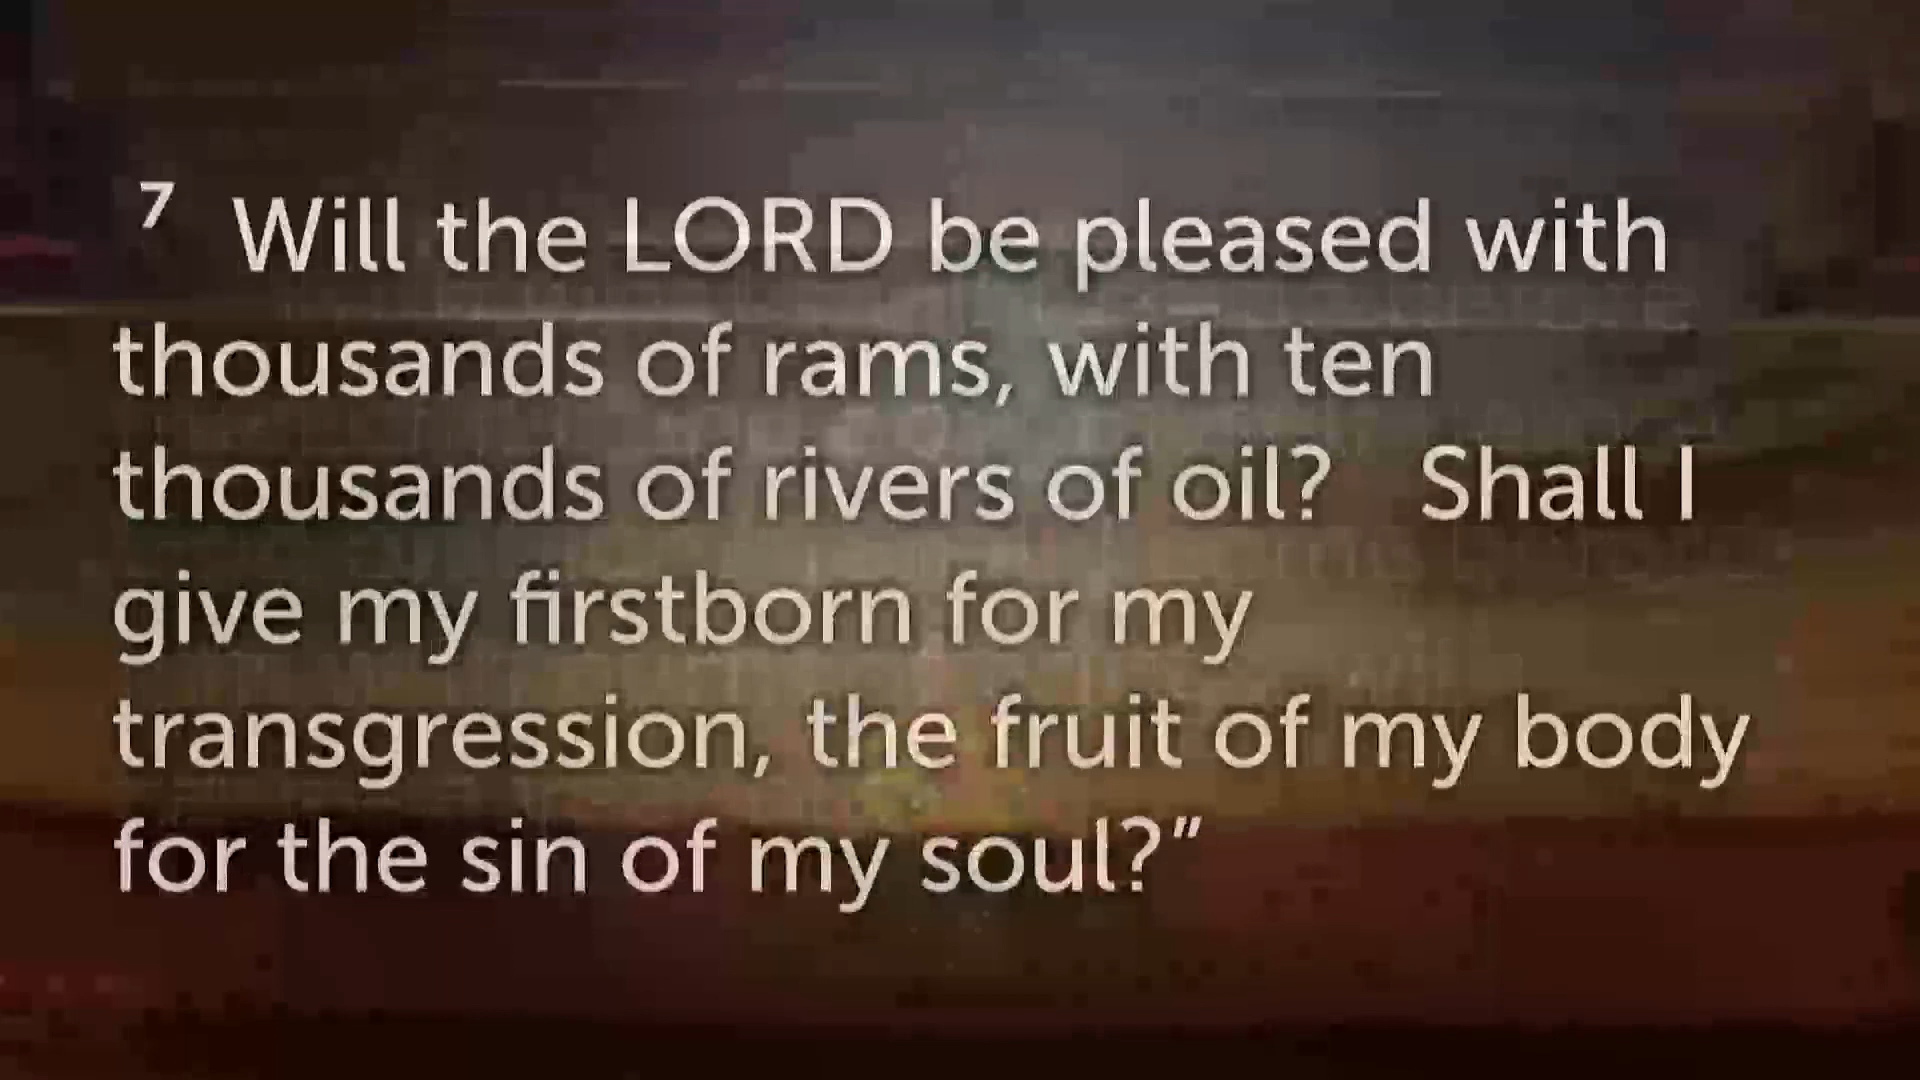 7 Will the LORD be pleased with
thousands of rams, with ten
thousands of rivers of oil? Shall I
give my firstborn for my
transgression, the fruit of my body
for the sin of my soul?”